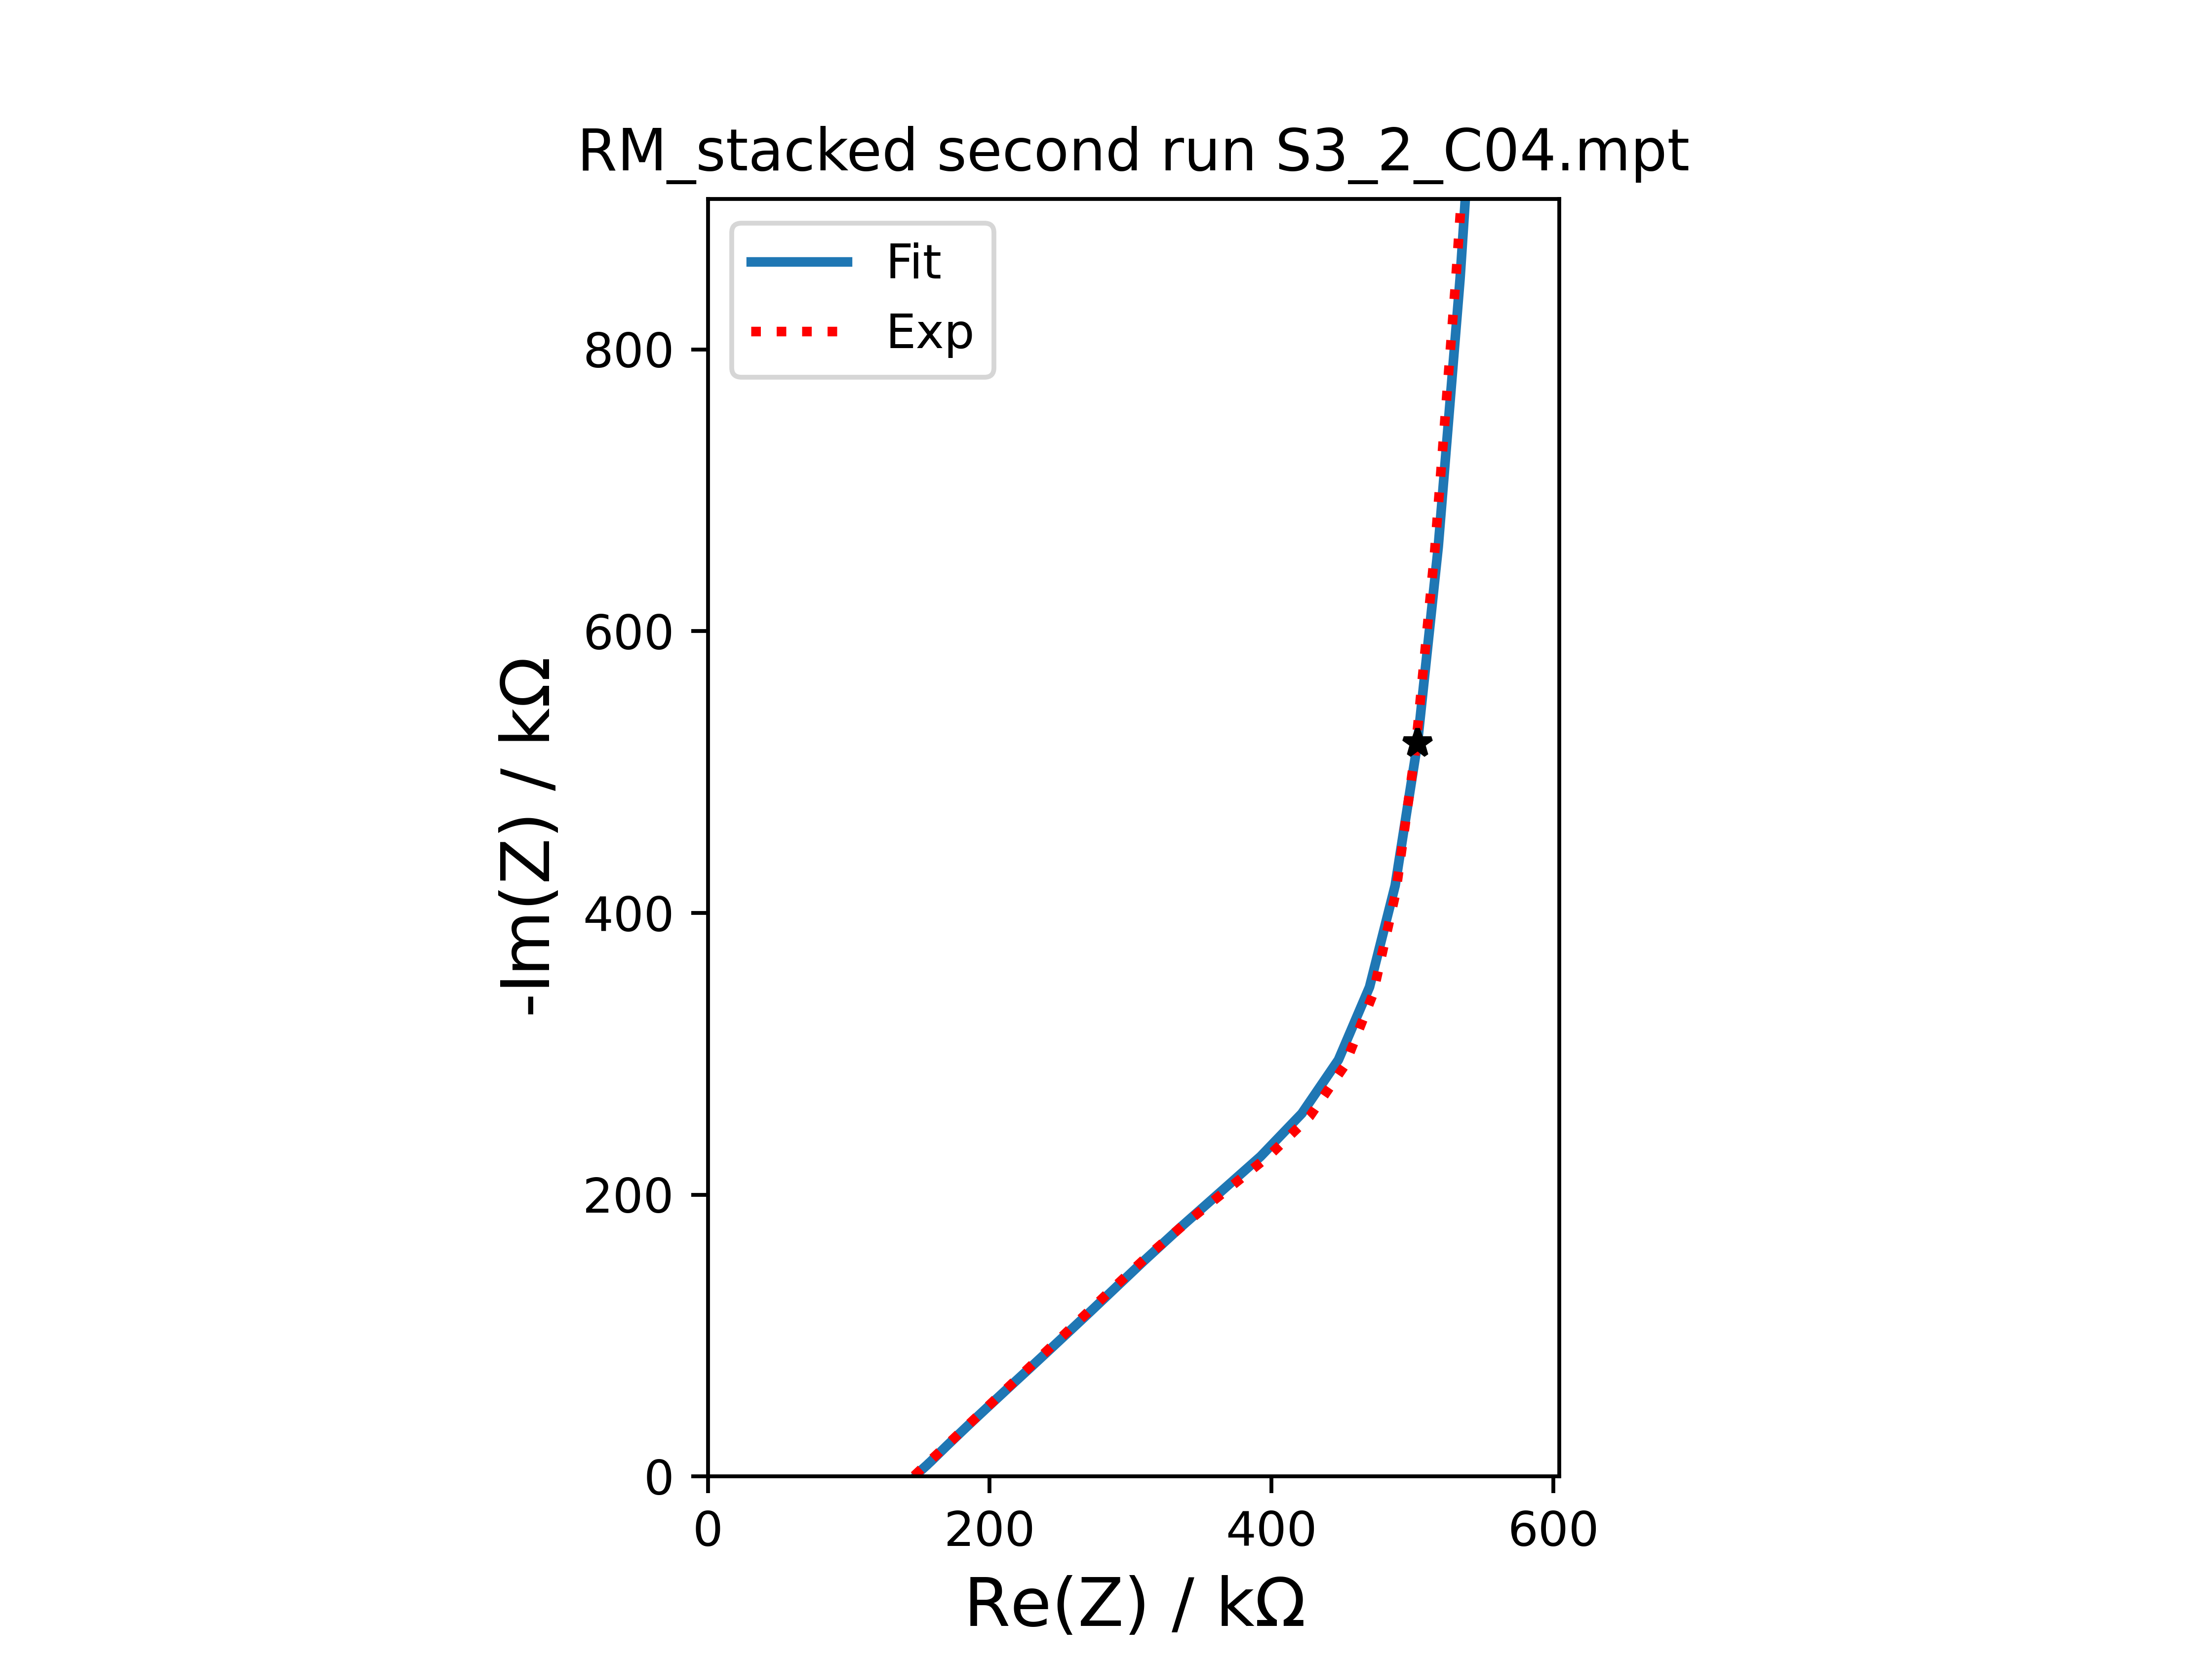 RM_stacked second run S3_2_C04.mpt
Fit
Exp
800
600
400
200
0
-Im(Z) / kΩ
0 200 400 600
Re(Z) / kΩ